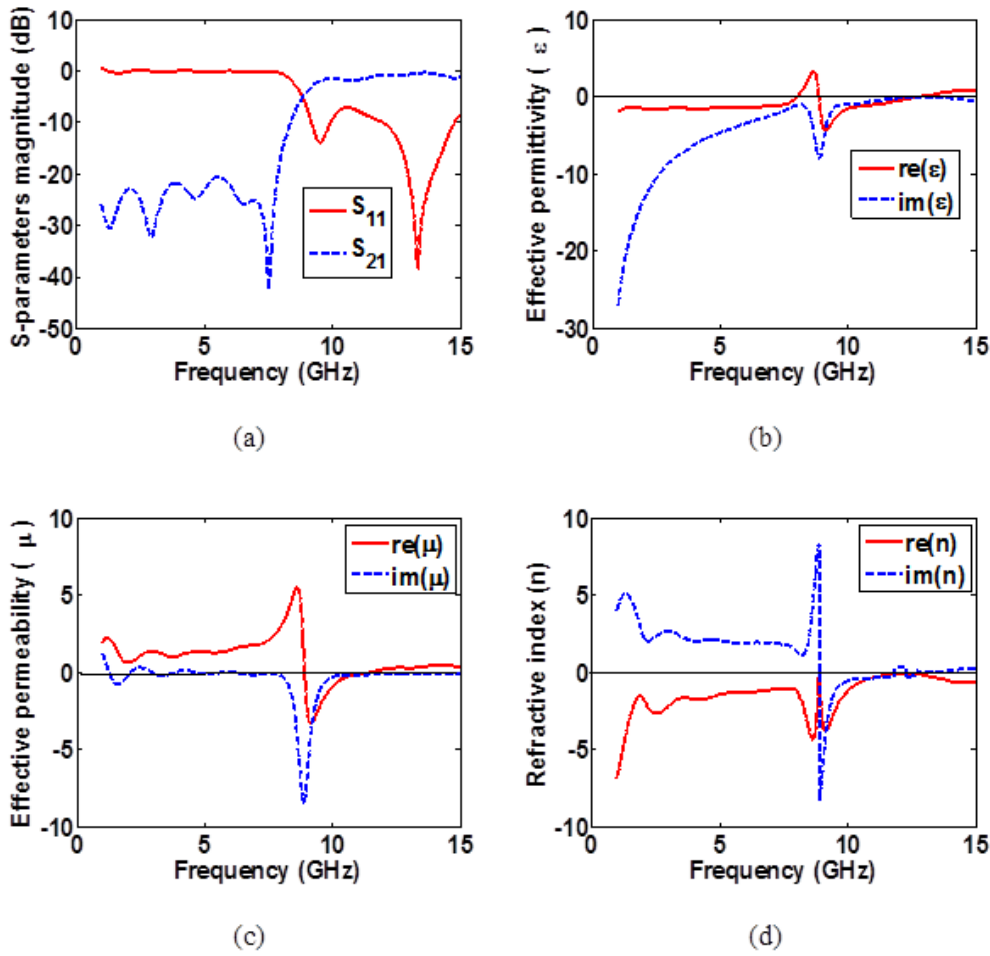 S-parameters magnitude (dB)
10
0
-10
-20
-30
-40
-50
S11
S21
0
5
10
15
Frequency (GHz)
(a)
Effective permittivity ( ε)
10
0
-10
-20
-30
re(ε)
im(ε)
0
5
10
15
Frequency (GHz)
(b)
Effective permeability ( μ)
10
5
0
-5
-10
re(μ)
im(μ)
0
5
10
15
Frequency (GHz)
(c)
Refractive index (n)
10
5
0
-5
-10
re(n)
im(n)
0
5
10
15
Frequency (GHz)
(d)